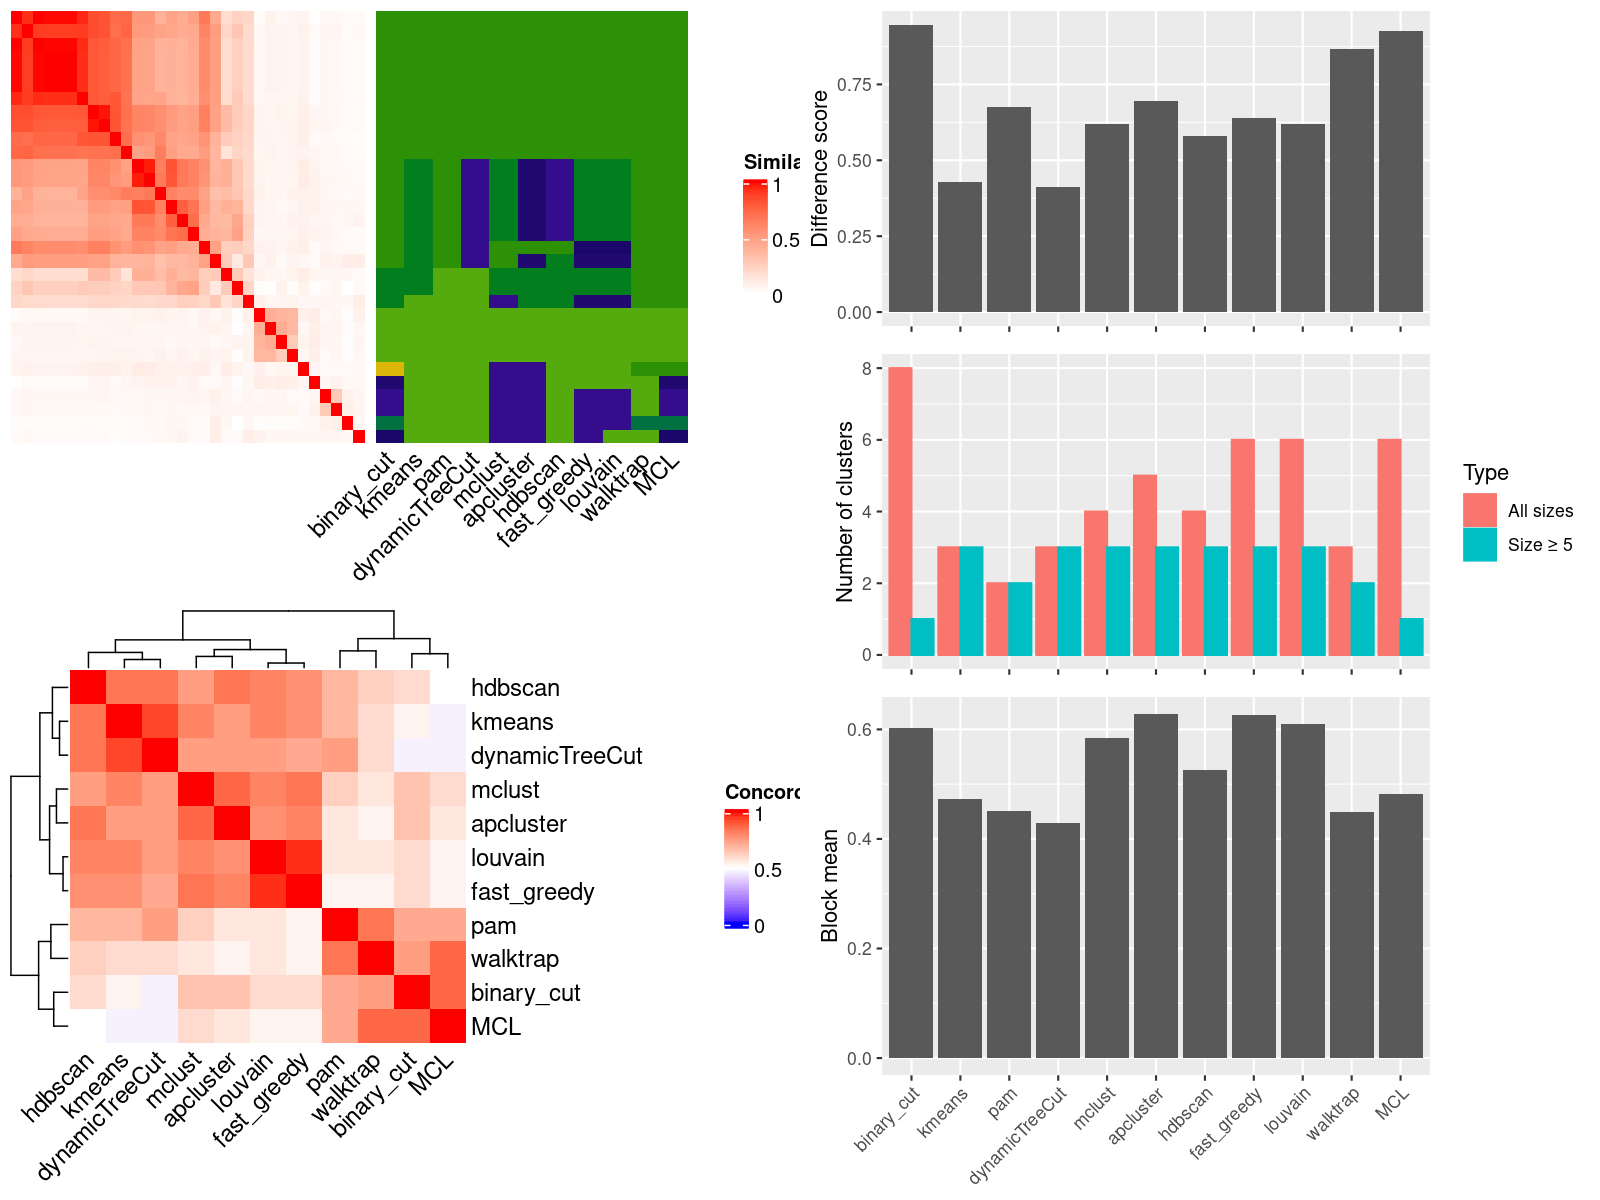 Simila
1
0.5
0
binary_cut
kmeans
pam
dynamicTreeCut
mclust
apcluster
hdbscan
fast_greedy
louvain
walktrap
MCL
hdbscan
kmeans
dynamicTreeCut
mclust
apcluster
louvain
fast_greedy
pam
walktrap
binary_cut
MCL
hdbscan
kmeans
dynamicTreeCut
mclust
apcluster
louvain
fast_greedy
pam
walktrap
binary_cut
MCL
Concord
1
0.5
0
Difference score
0.75
0.50
0.25
0.00
Number of clusters
8
6
4
2
0
Type
All sizes
Size ≥ 5
Block mean
0.6
0.4
0.2
0.0
binary_cut
kmeans
pam
dynamicTreeCut
mclust
apcluster
hdbscan
fast_greedy
louvain
walktrap
MCL